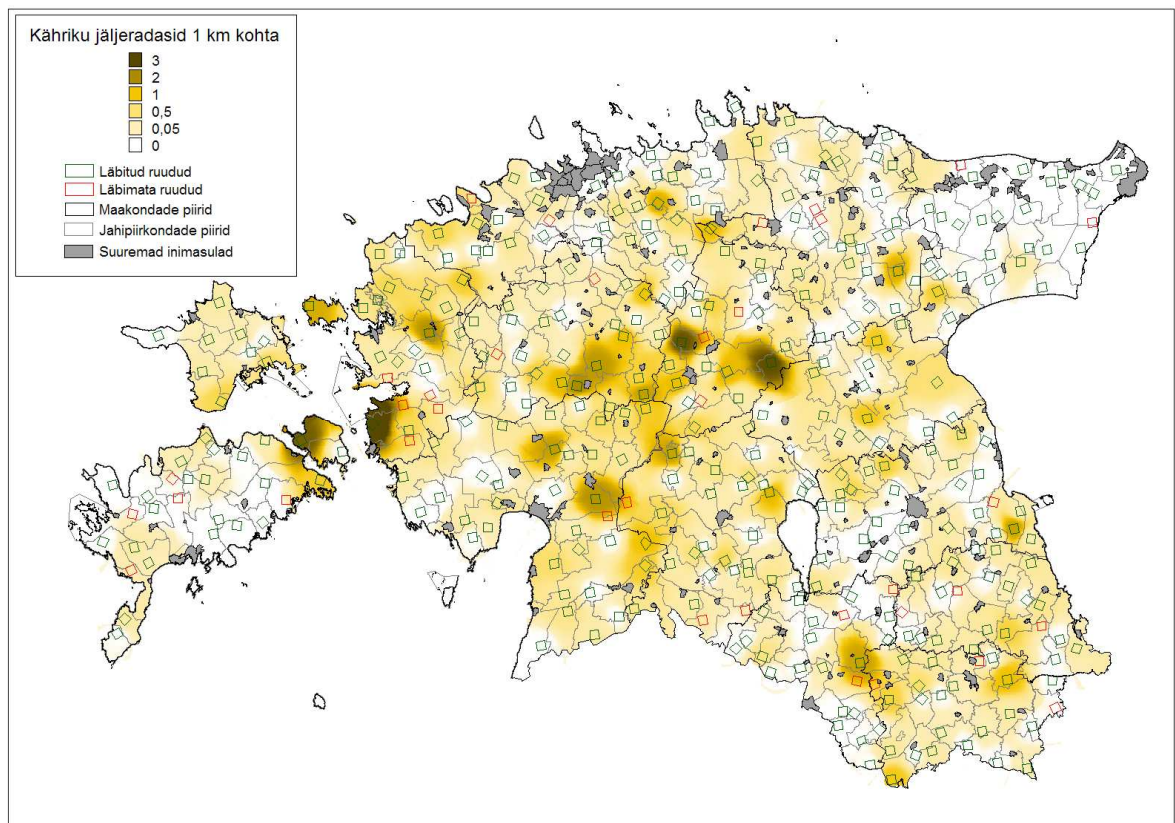 Kähriku jäljeradasid 1 km kohta
3
2
1
0,5
0,05
0
Läbitud ruudud
Läbimata ruudud
Maakondade piirid
Jahipiirkondade piirid
Suuremad inimasulad